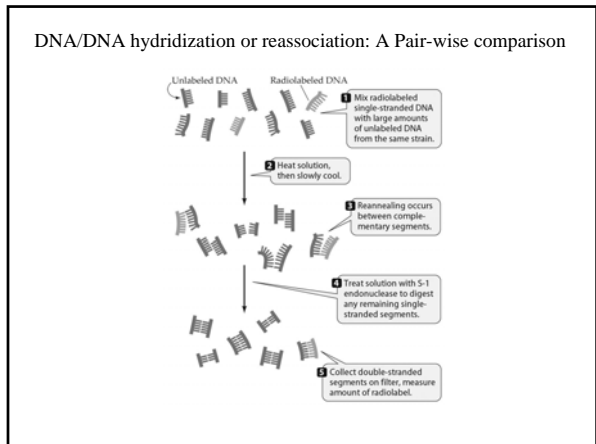 DNA/DNA hydridization or reassociation: A Pair-wise comparison
Unlabeled DNA
Radiolabeled DNA
1 Mix radiolabeled
single-stranded DNA
with large amounts
of unlabeled DNA
from the same strain.
2 Heat solution,
then slowly cool.
3 Reannealing occurs
between comple-
mentary segments.
4 Treat solution with S-1
endonuclease to digest
any remaining single-
stranded segments.
5 Collect double-stranded
segments on filter, measure
amount of radiolabel.